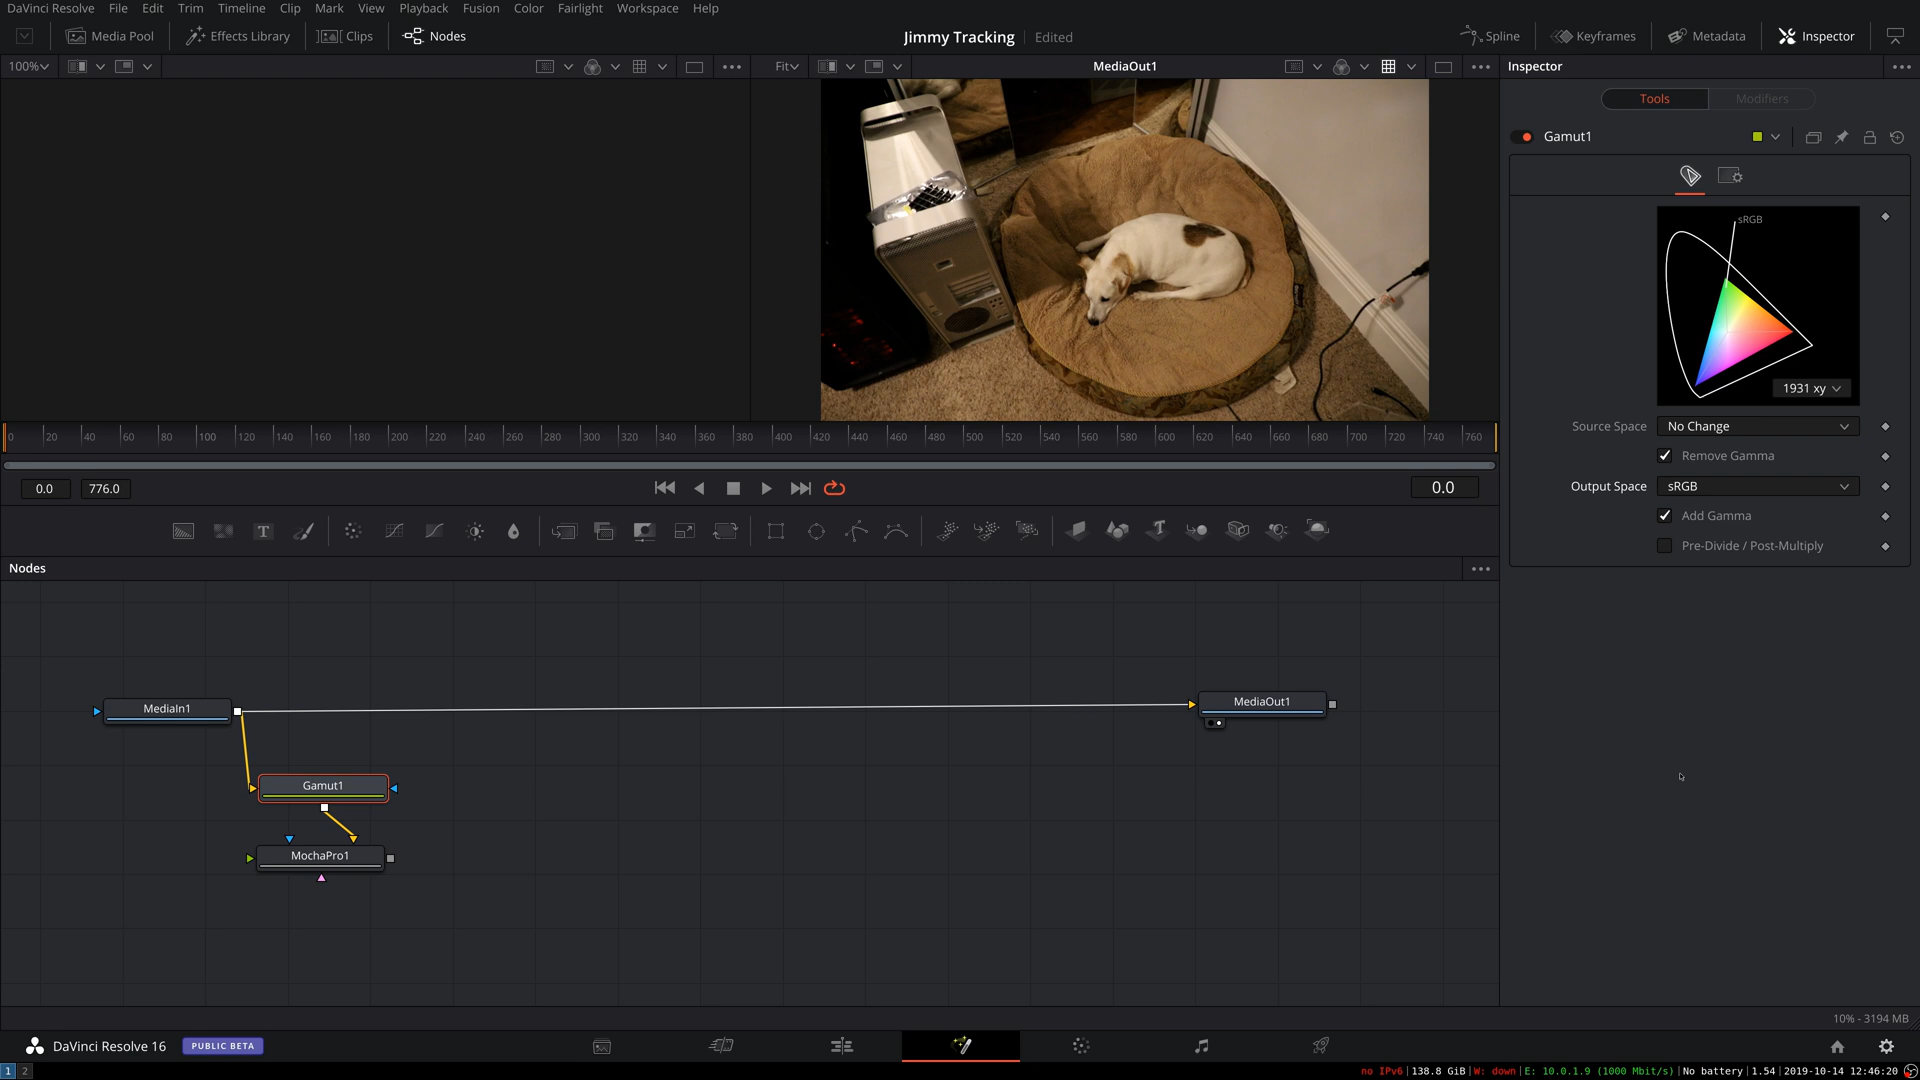 DaVinci Resolve File Edit Trim Timeline Clip Mark View Playback Fusion Color Fairlight Workspace Help
Media Pool Effects Library Clips Nodes Jimmy Tracking Edited Spline Keyframes Metadata Inspector
100% Fit MediaOut1 Inspector
Tools Modifiers
Gamut1
sRGB
1931 xy
Source Space No Change
Remove Gamma
Output Space sRGB
Add Gamma
Pre-Divide / Post-Multiply
0 20 40 60 80 100 120 140 160 180 200 220 240 260 280 300 320 340 360 380 400 420 440 460 480 500 520 540 560 580 600 620 640 660 680 700 720 740 760
0.0 776.0 0.0
T T
Nodes
MediaIn1
MediaOut1
Gamut1
MochaPro1
10% - 3194 MB
DaVinci Resolve 16 PUBLIC BETA
1 2 no IPv6|138.8 GiB|W: down|E: 10.0.1.9 (1000 Mbit/s)|No battery|1.54|2019-10-14 12:46:20